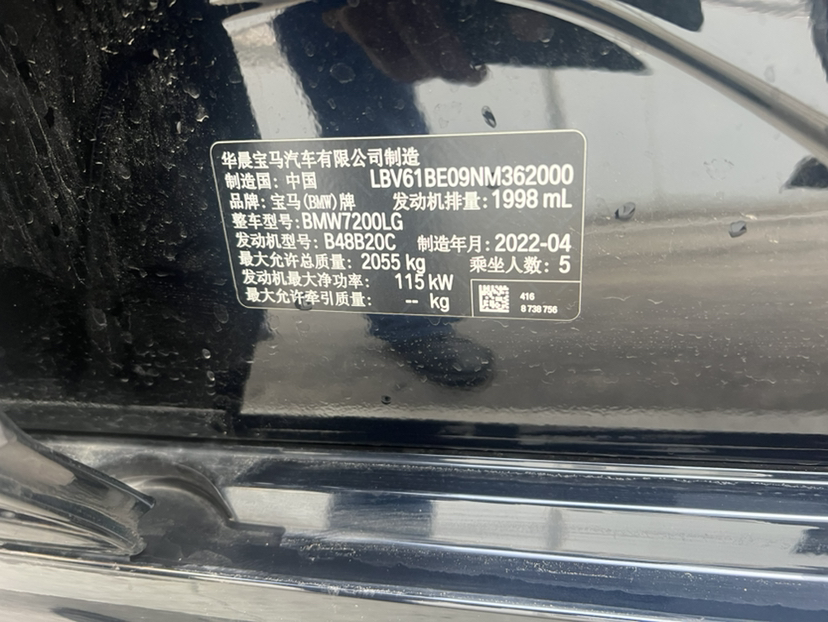 华晨宝马汽车有限公司制造
制造国：中国 LBV61BE09NM362000
品牌：宝马(BMW)牌 发动机排量：1998 mL
整车型号：BMW7200LG
发动机型号：B48B20C 制造年月：2022-04
最大允许总质量：2055 kg 乘坐人数：5
发动机最大净功率：115 kW
最大允许牵引质量：-- kg
416
8 738 756